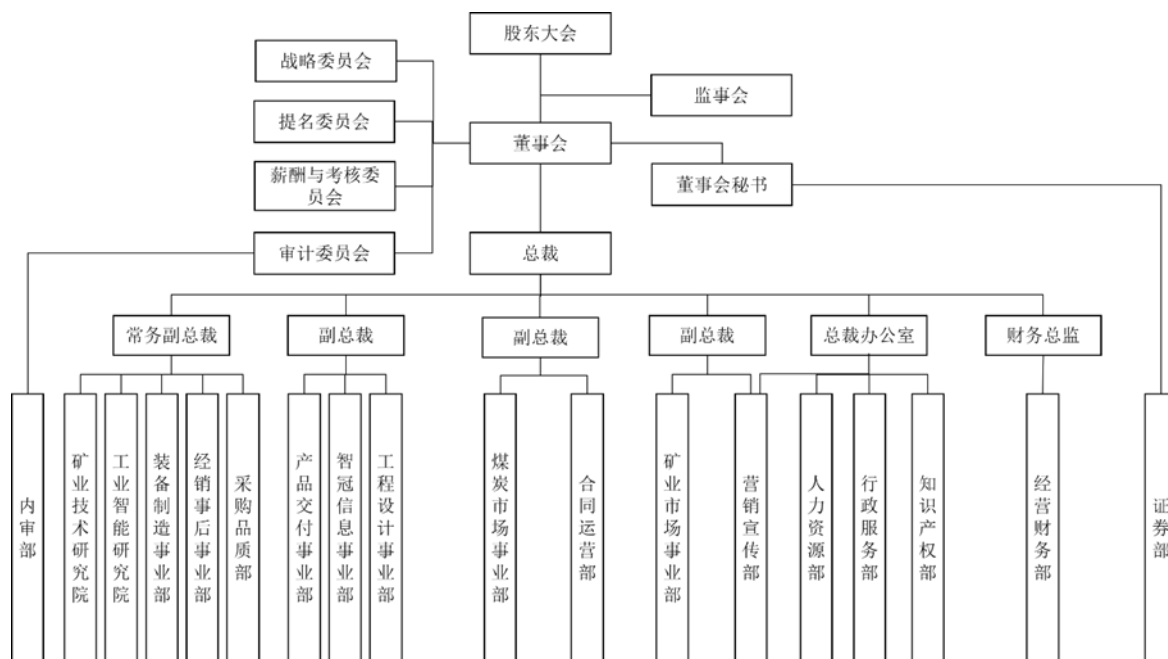 股东大会
战略委员会
监事会
提名委员会
董事会
薪酬与考核委
员会
董事会秘书
审计委员会
总裁
常务副总裁
副总裁
副总裁
副总裁
总裁办公室
财务总监
内审部
矿业技术研究院
工业智能研究院
装备制造事业部
经销事后事业部
采购品质部
产品交付事业部
智冠信息事业部
工程设计事业部
煤炭市场事业部
合同运营部
矿业市场事业部
营销宣传部
人力资源部
行政服务部
知识产权部
经营财务部
证券部